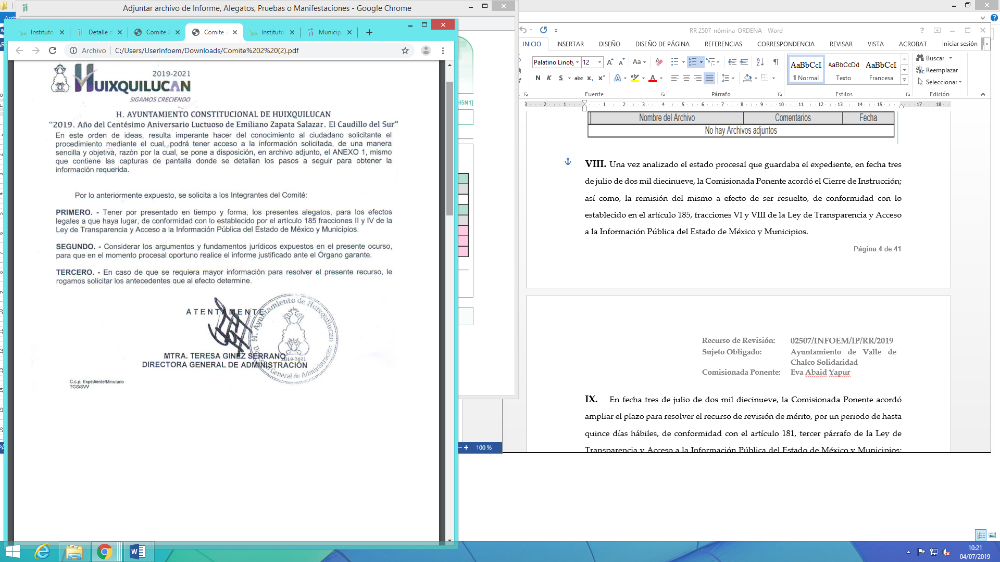 Adjuntar archivo de Informe, Alegatos, Pruebas o Manifestaciones - Google Chrome
Instituto
Detalle d
Comite 2
Comite 2
Instituto
Municip
Archivo
C:/Users/UserInfoem/Downloads/Comite%202%20(2).pdf
2019-2021
HUIXQUILUCAN
SIGAMOS CRECIENDO
H. AYUNTAMIENTO CONSTITUCIONAL DE HUIXQUILUCAN
"2019. Año del Centésimo Aniversario Luctuoso de Emiliano Zapata Salazar. El Caudillo del Sur"
En este orden de ideas, resulta imperante hacer del conocimiento al ciudadano solicitante el
procedimiento mediante el cual, podrá tener acceso a la información solicitada, de una manera
sencilla y objetiva, razón por la cual, se pone a disposición, en archivo adjunto, el ANEXO 1, mismo
que contiene las capturas de pantalla donde se detallan los pasos a seguir para obtener la
información requerida.
Por lo anteriormente expuesto, se solicita a los Integrantes del Comité:
PRIMERO. - Tener por presentado en tiempo y forma, los presentes alegatos, para los efectos
legales a que haya lugar, de conformidad con lo establecido por el artículo 185 fracciones II y IV de la
Ley de Transparencia y Acceso a la Información Pública del Estado de México y Municipios.
SEGUNDO. - Considerar los argumentos y fundamentos jurídicos expuestos en el presente ocurso,
para que en el momento procesal oportuno realice el informe justificado ante el Órgano garante.
TERCERO. - En caso de que se requiera mayor información para resolver el presente recurso, le
rogamos solicitar los antecedentes que al efecto determine.
ATENTAMENTE
H. Ayuntamiento de Huixquilucan
2019-2021
Dirección General de Administración
MTRA. TERESA GINEZ SERRANO
DIRECTORA GENERAL DE ADMINISTRACIÓN
C.c.p. Expediente/Minutario
TGS/SVV
H5N1]
100 %
RR 2507-nómina-ORDENA - Word
INICIO INSERTAR DISEÑO DISEÑO DE PÁGINA REFERENCIAS CORRESPONDENCIA REVISAR VISTA ACROBAT Iniciar sesión
Palatino Linoty 12
N K S abc x₂ x²
AaBbCcI AaBbCcDd AaBbCcI
¶ Normal Texto Francesa
Buscar
Reemplazar
Seleccionar
Fuente Párrafo Estilos Edición
3 2 1 1 2 3 4 5 6 7 8 9 10 11 12 13 14 15 17 18
Nombre del Archivo Comentarios Fecha
No hay Archivos adjuntos
VIII. Una vez analizado el estado procesal que guardaba el expediente, en fecha tres
de julio de dos mil diecinueve, la Comisionada Ponente acordó el Cierre de Instrucción;
así como, la remisión del mismo a efecto de ser resuelto, de conformidad con lo
establecido en el artículo 185, fracciones VI y VIII de la Ley de Transparencia y Acceso
a la Información Pública del Estado de México y Municipios.
Página 4 de 41
Recurso de Revisión: 02507/INFOEM/IP/RR/2019
Sujeto Obligado: Ayuntamiento de Valle de
Chalco Solidaridad
Comisionada Ponente: Eva Abaid Yapur
IX. En fecha tres de julio de dos mil diecinueve, la Comisionada Ponente acordó
ampliar el plazo para resolver el recurso de revisión de mérito, por un periodo de hasta
quince días hábiles, de conformidad con el artículo 181, tercer párrafo de la Ley de
Transparencia y Acceso a la Información Pública del Estado de México y Municipios;
10:21
04/07/2019